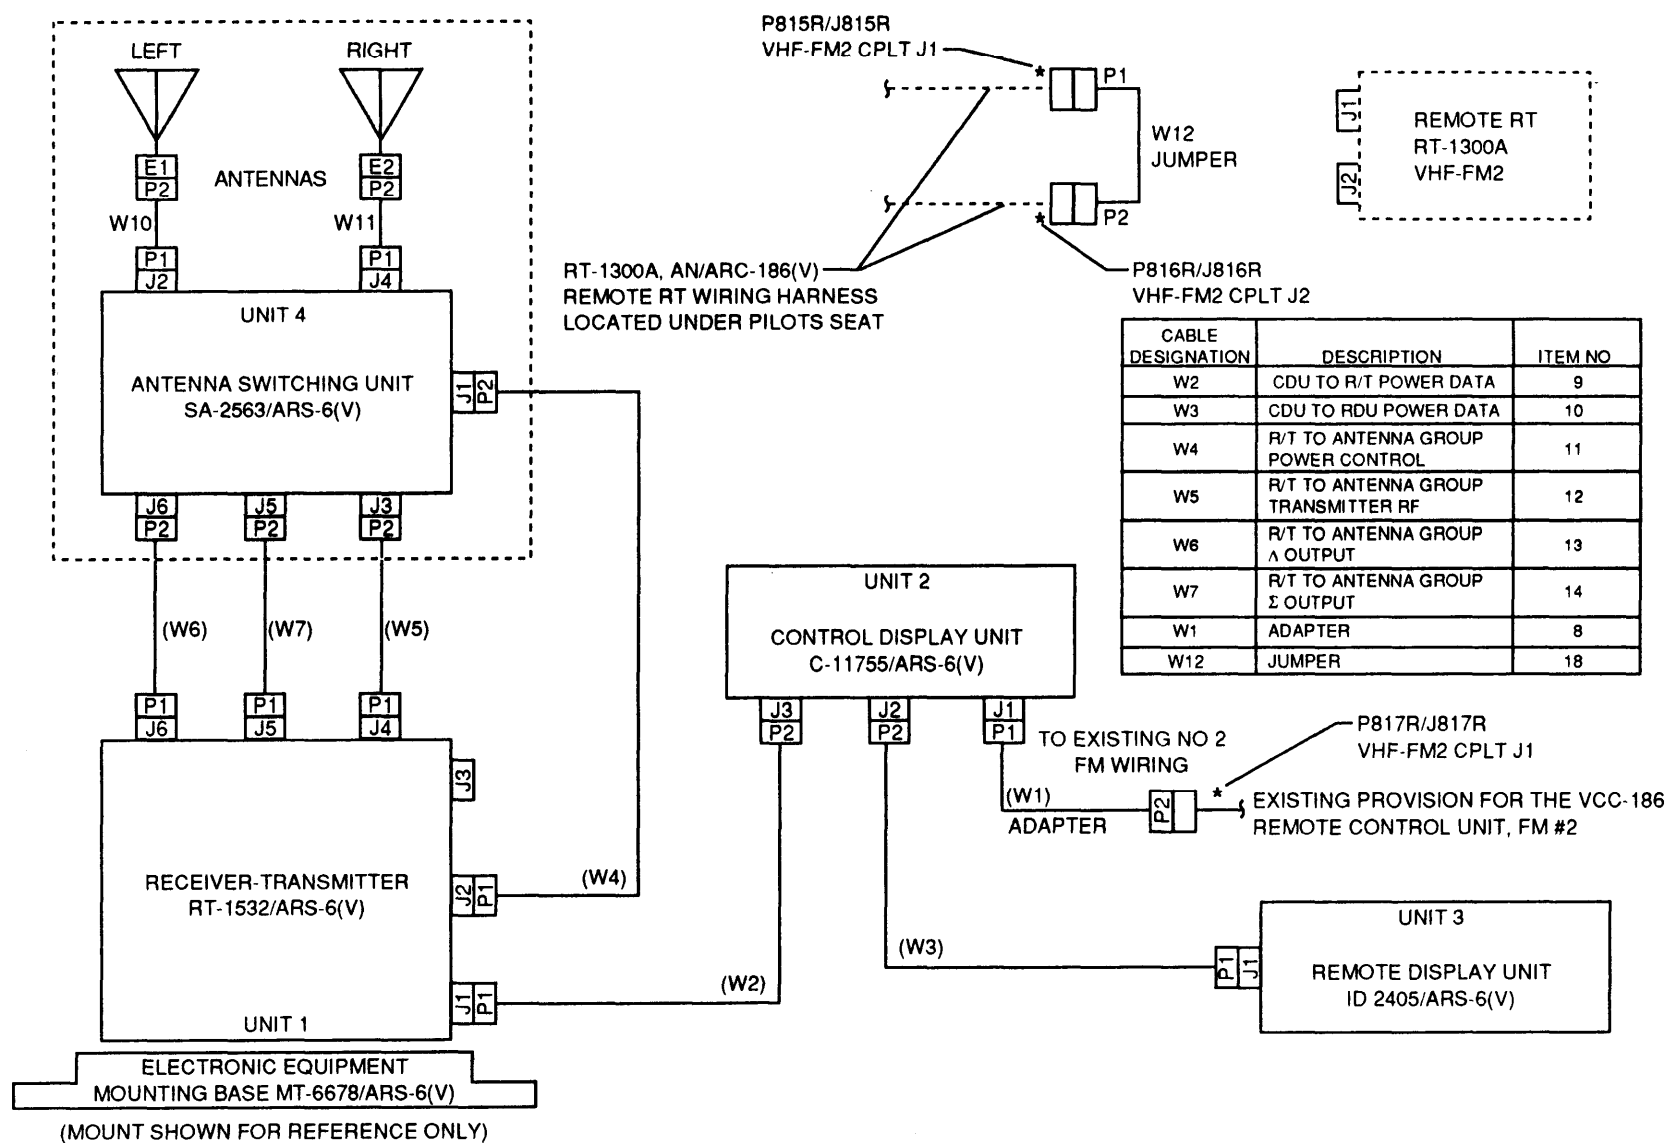 LEFT
RIGHT
E1
P2
ANTENNAS
E2
P2
W10
W11
P1
J2
P1
J4
UNIT 4
ANTENNA SWITCHING UNIT
SA-2563/ARS-6(V)
J1
P2
J6
P2
J5
P2
J3
P2
(W6)
(W7)
(W5)
P1
J6
P1
J5
P1
J4
J3
RECEIVER-TRANSMITTER
RT-1532/ARS-6(V)
J2
P1
(W4)
J1
P1
(W2)
UNIT 1
ELECTRONIC EQUIPMENT
MOUNTING BASE MT-6678/ARS-6(V)
(MOUNT SHOWN FOR REFERENCE ONLY)
P815R/J815R
VHF-FM2 CPLT J1
*
P1
W12
JUMPER
*
P2
RT-1300A, AN/ARC-186(V)
REMOTE RT WIRING HARNESS
LOCATED UNDER PILOTS SEAT
P816R/J816R
VHF-FM2 CPLT J2
J1
J2
REMOTE RT
RT-1300A
VHF-FM2
CABLE
DESIGNATION DESCRIPTION ITEM NO
W2 CDU TO R/T POWER DATA 9
W3 CDU TO RDU POWER DATA 10
W4 R/T TO ANTENNA GROUP
POWER CONTROL 11
W5 R/T TO ANTENNA GROUP
TRANSMITTER RF 12
W6 R/T TO ANTENNA GROUP
Λ OUTPUT 13
W7 R/T TO ANTENNA GROUP
Σ OUTPUT 14
W1 ADAPTER 8
W12 JUMPER 18
UNIT 2
CONTROL DISPLAY UNIT
C-11755/ARS-6(V)
J3
P2
J2
P2
J1
P1
TO EXISTING NO 2
FM WIRING
P817R/J817R
VHF-FM2 CPLT J1
(W1)
ADAPTER
P2
*
EXISTING PROVISION FOR THE VCC-186
REMOTE CONTROL UNIT, FM #2
(W3)
P1
J1
UNIT 3
REMOTE DISPLAY UNIT
ID 2405/ARS-6(V)